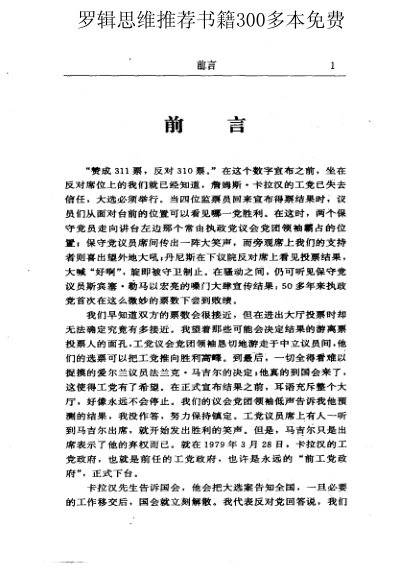 罗辑思维推荐书籍300多本免费
前言 1
前 言
“赞成 311 票，反对 310 票。”在这个数字宣布之前，坐在
反对席位上的我们就已经知道，詹姆斯·卡拉汉的工党已失去
信任，大选必须举行。当四位监票员回来宣布得票结果时，议
员们从面对台前的位置可以看见哪一党胜利。在这时，两个保
守党员走向讲台左边那个常由执政党议会党团领袖霸占的位
置；保守党议员席间传出一阵大笑声，而旁观席上我们的支持
者则喜出望外地大吼；丹尼斯在下议院反对席上看见投票结果，
大喊“好啊”，旋即被守卫制止。在骚动之间，仍可听见保守党
议员斯宾塞·勒马以宏亮的嗓门大肆宣传结果；50 多年来执政
党首次在这么微妙的票数下尝到败绩。
我们早知道双方的票数会很接近，但在进出大厅投票时却
无法确定究竟有多接近。我望着那些可能会决定结果的游离票
投票人的面孔，工党议会党团领袖恳切地游走于中立议员间，他
们的选票可以把工党推向胜利高峰。到最后，一切全得看难以
捉摸的爱尔兰议员法兰克·马吉尔的决定；他真的到国会来了，
这使得工党有了希望。在正式宣布结果之前，耳语充斥整个大
厅，好像永远不会停止。我们的议会党团领袖低声告诉我他预
测的结果，我没作答，努力保持镇定。工党议员席上有人一听
到马吉尔出席，就开始发出胜利的笑声。但是，马吉尔只是出
席表示了他的弃权而已。就在 1979 年 3 月 28 日，卡拉汉的工
党政府，也就是前任的工党政府，也许是永远的“前工党政
府”，正式下台。
卡拉汉先生告诉国会，他会把大选案告知全国，一旦必要
的工作移交后，国会就立刻解散。我代表反对党回答说，我们